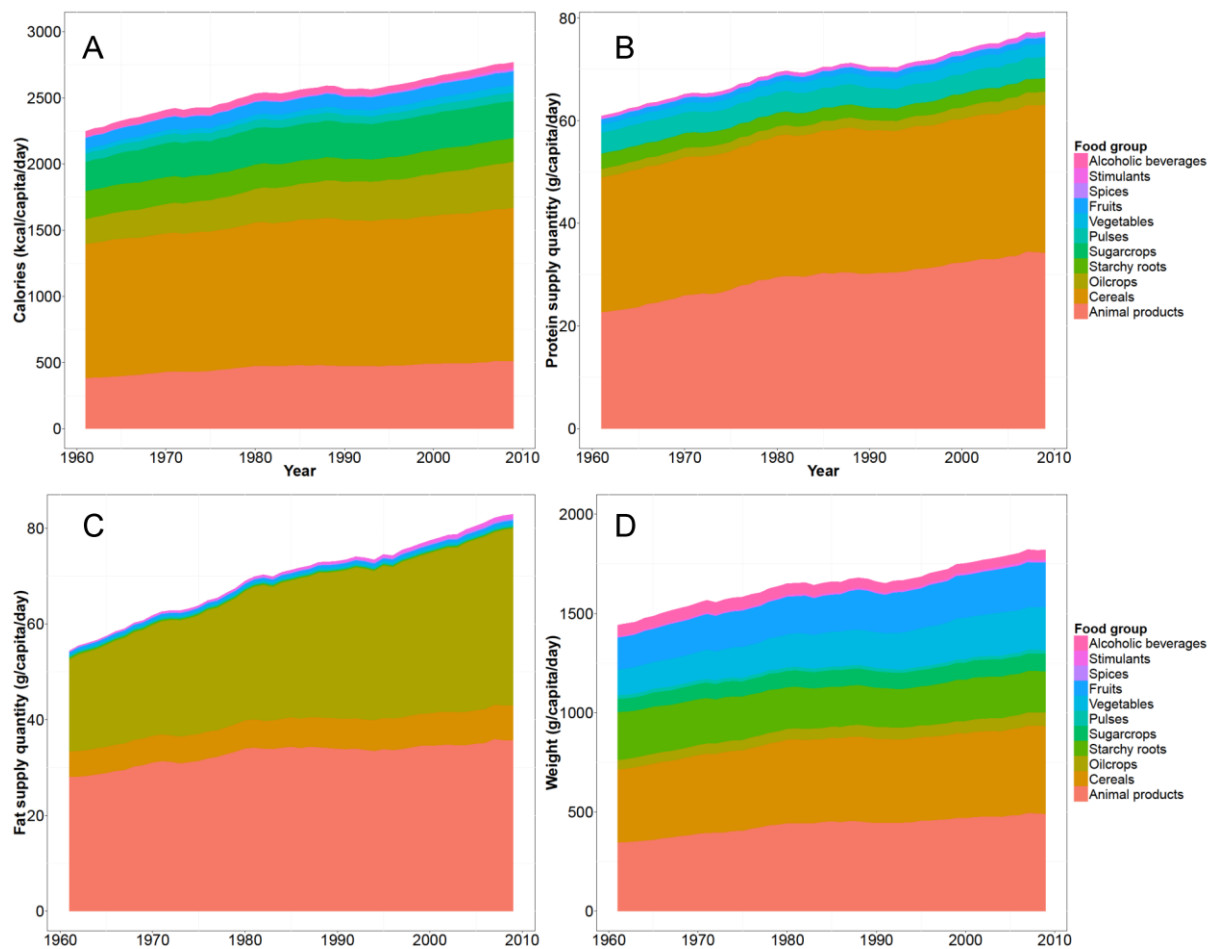 A
Calories (kcal/capita/day)
3000
2500
2000
1500
1000
500
0
1960 1970 1980 1990 2000 2010
Year
B
Protein supply quantity (g/capita/day)
80
60
40
20
0
1960 1970 1980 1990 2000 2010
Year
Food group
Alcoholic beverages
Stimulants
Spices
Fruits
Vegetables
Pulses
Sugarcrops
Starchy roots
Oilcrops
Cereals
Animal products
C
Fat supply quantity (g/capita/day)
80
60
40
20
0
1960 1970 1980 1990 2000 2010
D
Weight (g/capita/day)
2000
1500
1000
500
0
1960 1970 1980 1990 2000 2010
Food group
Alcoholic beverages
Stimulants
Spices
Fruits
Vegetables
Pulses
Sugarcrops
Starchy roots
Oilcrops
Cereals
Animal products